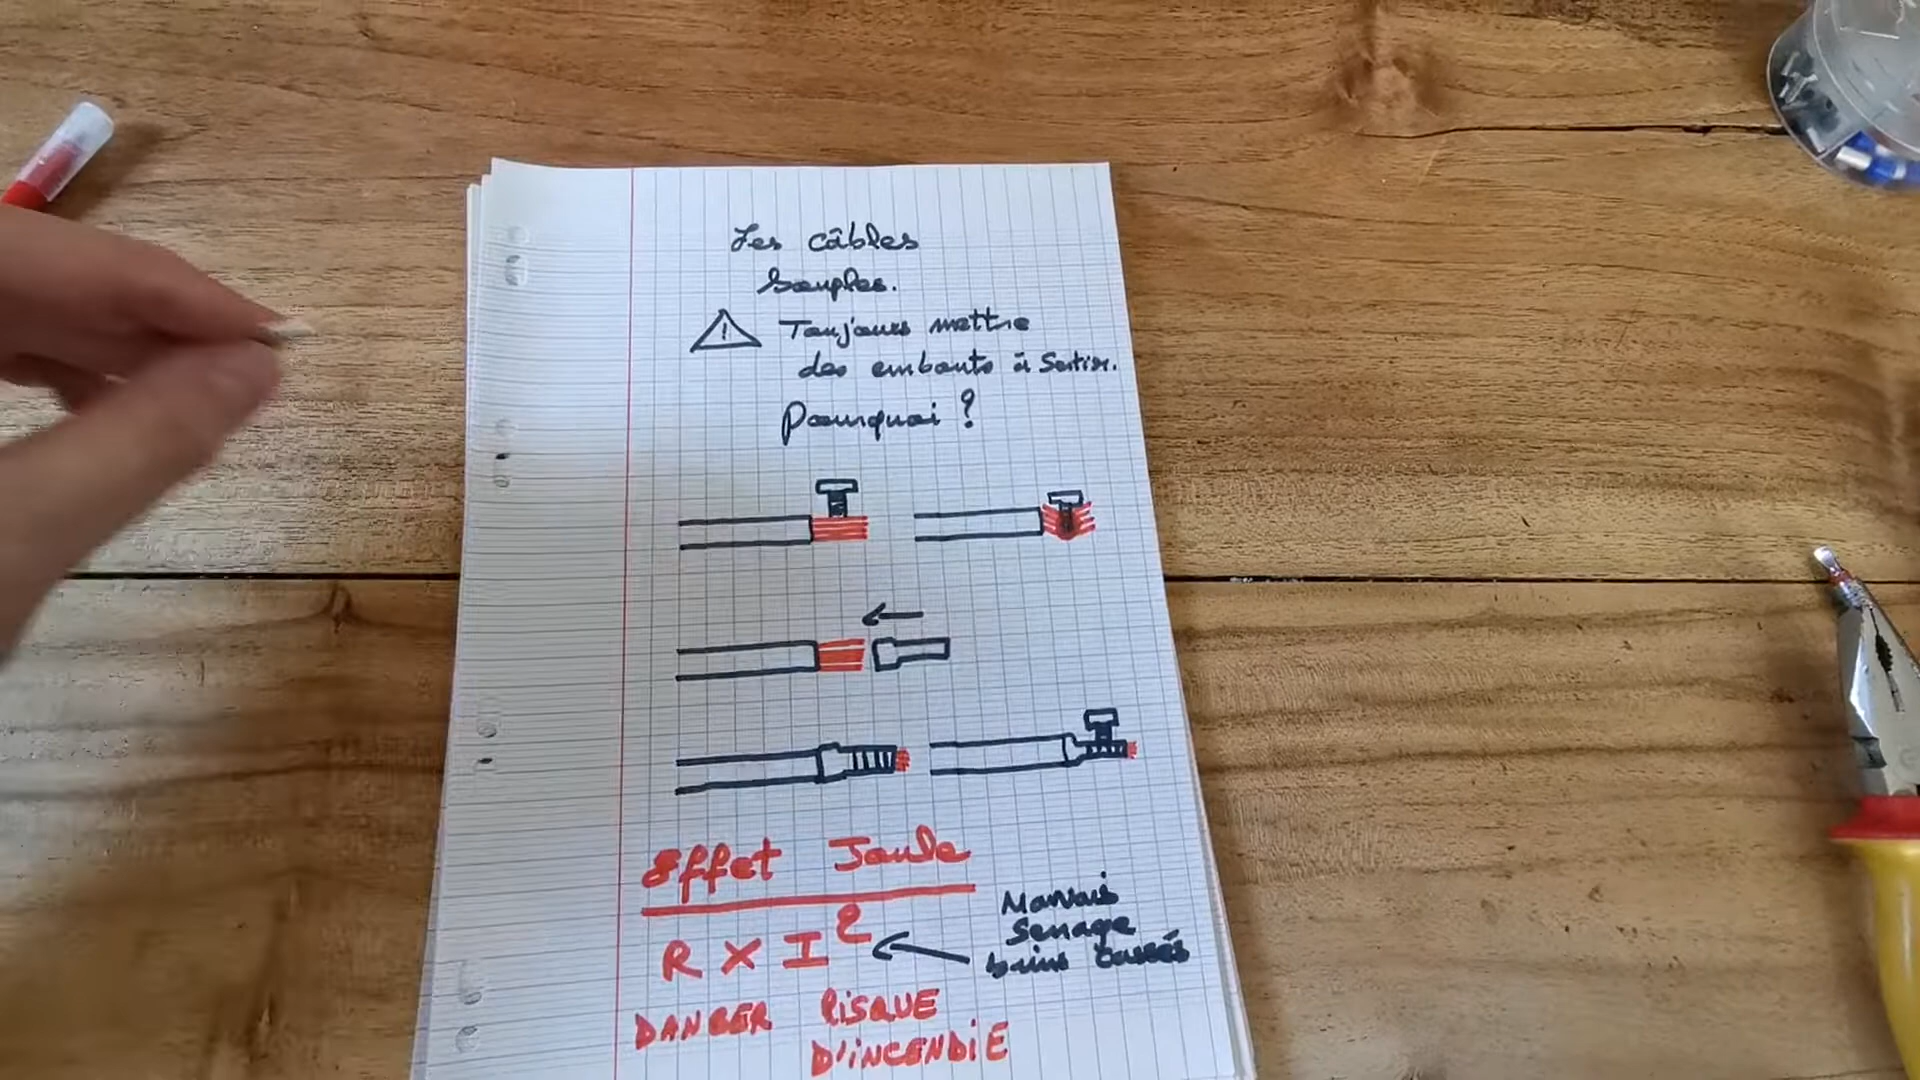 Les câbles
Souples.
! Toujours mettre
des embouts à Sertir.
Pourquoi ?
Effet Joule
R X I²
Mauvais
Serrage
brins cassés
DANGER RISQUE
D'INCENDIE